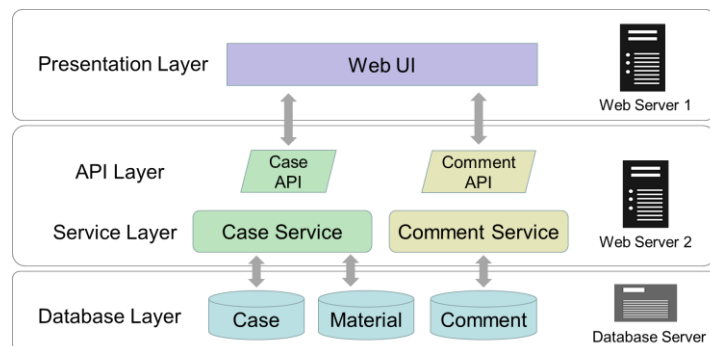 Presentation Layer
Web UI
Web Server 1
API Layer
Case
API
Comment
API
Service Layer
Case Service
Comment Service
Web Server 2
Database Layer
Case
Material
Comment
Database Server